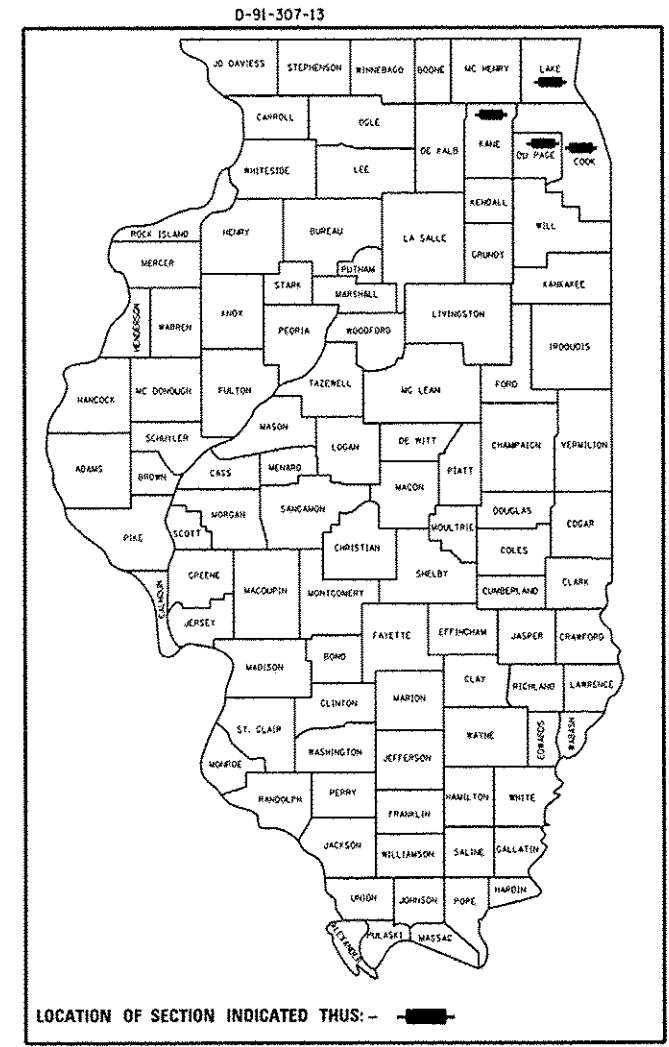 D-91-307-13
JO DAVIESS STEPHENSON WINNEBAGO BOONE MC HENRY LAKE
CARROLL OGLE DE KALB KANE DU PAGE COOK
WHITESIDE LEE
KENDALL
ROCK ISLAND HENRY BUREAU LA SALLE GRUNDY WILL
MERCER PUTNAM KANKAKEE
STARK MARSHALL
HENDERSON WARREN KNOX PEORIA WOODFORD LIVINGSTON IROQUOIS
HANCOCK MC DONOUGH FULTON TAZEWELL MC LEAN FORD
SCHUYLER MASON LOGAN DE WITT CHAMPAIGN VERMILION
ADAMS BROWN CASS MENARD MACON PIATT
PIKE SCOTT MORGAN SANGAMON CHRISTIAN MOULTRIE DOUGLAS EDGAR
COLES
CALHOUN GREENE MACOUPIN MONTGOMERY SHELBY CUMBERLAND CLARK
JERSEY FAYETTE EFFINGHAM JASPER CRAWFORD
MADISON BOND CLAY RICHLAND LAWRENCE
CLINTON MARION
ST. CLAIR WAYNE EDWARDS WABASH
MONROE WASHINGTON JEFFERSON
RANDOLPH PERRY HAMILTON WHITE
FRANKLIN
JACKSON WILLIAMSON SALINE GALLATIN
UNION JOHNSON POPE HARDIN
ALEXANDER PULASKI MASSAC
LOCATION OF SECTION INDICATED THUS: -